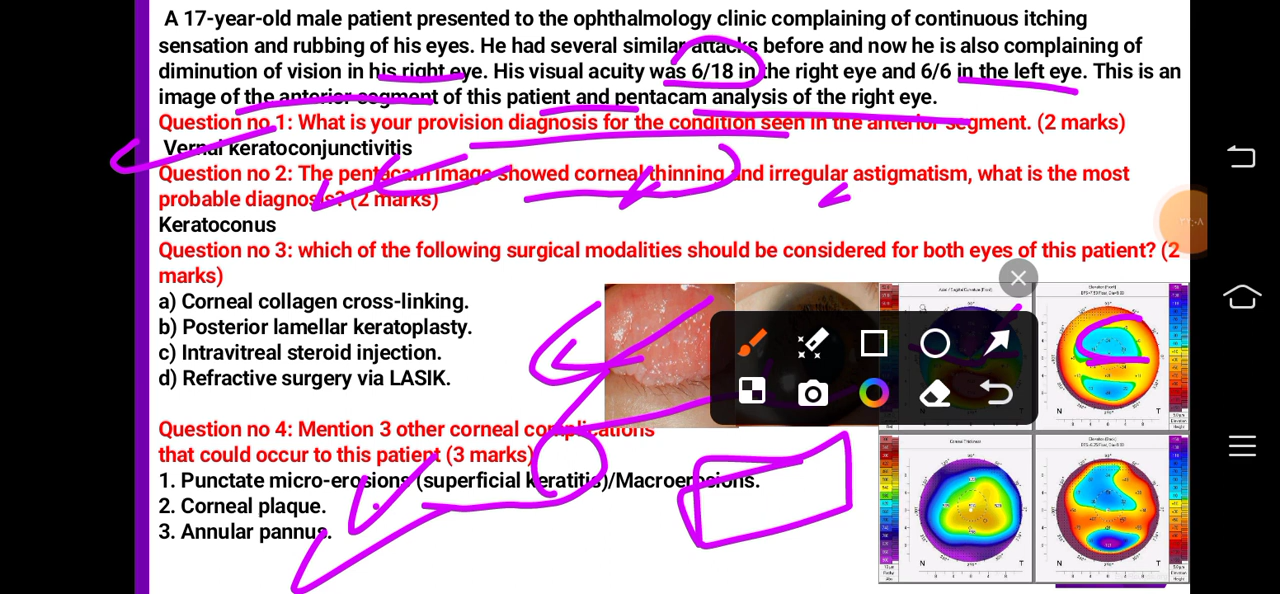 A 17-year-old male patient presented to the ophthalmology clinic complaining of continuous itching
sensation and rubbing of his eyes. He had several similar attacks before and now he is also complaining of
diminution of vision in his right eye. His visual acuity was 6/18 in the right eye and 6/6 in the left eye. This is an
image of the anterior segment of this patient and pentacam analysis of the right eye.
Question no 1: What is your provision diagnosis for the condition seen in the anterior segment. (2 marks)
Vernal keratoconjunctivitis
Question no 2: The pentacam image showed corneal thinning and irregular astigmatism, what is the most
probable diagnosis? (2 marks)
Keratoconus
Question no 3: which of the following surgical modalities should be considered for both eyes of this patient? (2
marks)
a) Corneal collagen cross-linking.
b) Posterior lamellar keratoplasty.
c) Intravitreal steroid injection.
d) Refractive surgery via LASIK.
Question no 4: Mention 3 other corneal complications
that could occur to this patient (3 marks)
1. Punctate micro-erosions (superficial keratitis)/Macroerosions.
2. Corneal plaque.
3. Annular pannus.
Corneal Thickness
N T
N T
N T